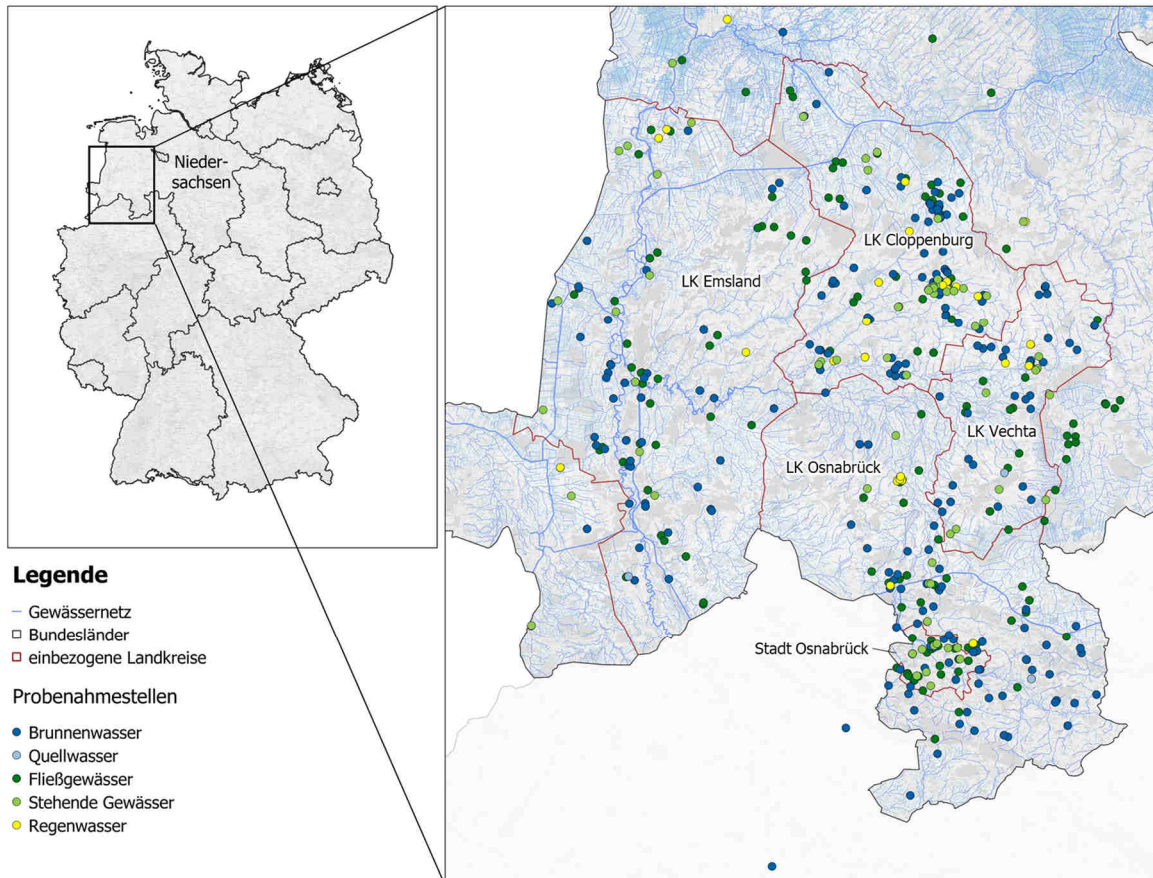 Nieder-
sachsen
Legende
Gewässernetz
Bundesländer
einbezogene Landkreise
Probenahmestellen
Brunnenwasser
Quellwasser
Fließgewässer
Stehende Gewässer
Regenwasser
LK Cloppenburg
LK Emsland
LK Vechta
LK Osnabrück
Stadt Osnabrück